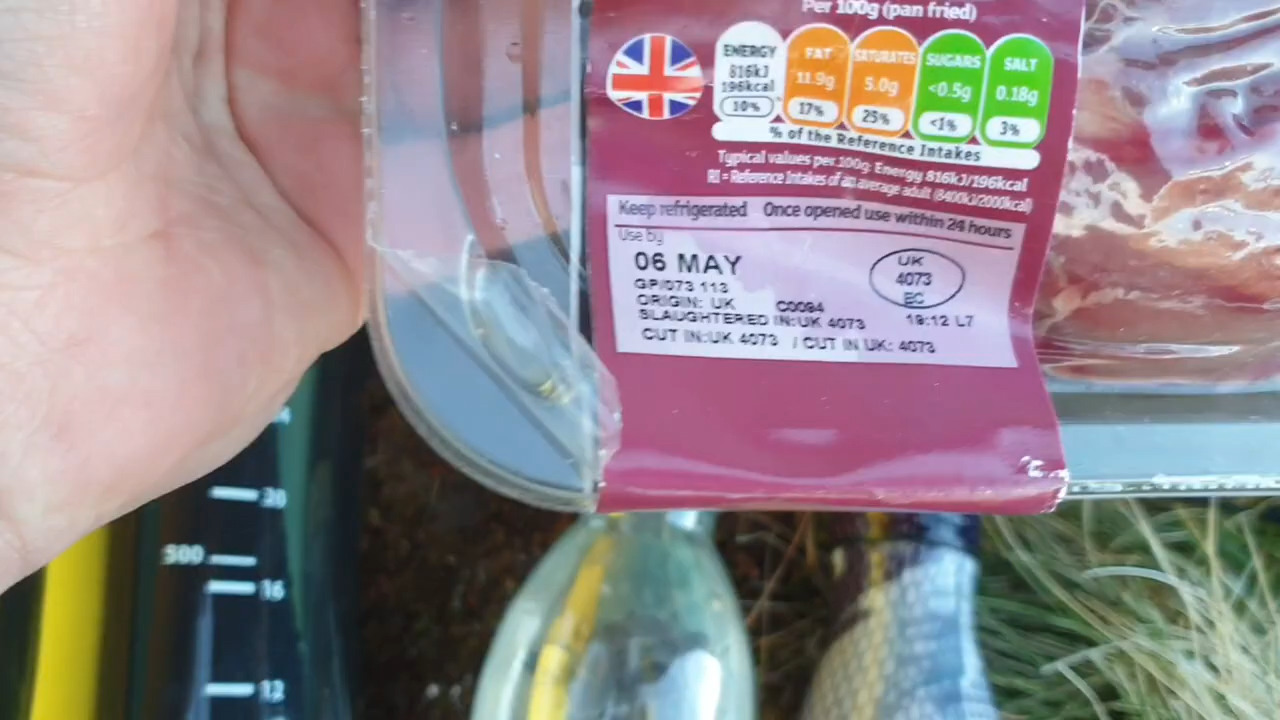 Per 100g (pan fried)
ENERGY
816kJ
196kcal
10%
FAT
11.9g
17%
SATURATES
5.0g
25%
SUGARS
<0.5g
<1%
SALT
0.18g
3%
% of the Reference Intakes
Typical values per 100g: Energy 816kJ/196kcal
RI = Reference Intakes of an average adult (8400kJ/2000kcal)
Keep refrigerated Once opened use within 24 hours
Use by
06 MAY
GP/073 113
ORIGIN: UK C0094
SLAUGHTERED IN:UK 4073
CUT IN:UK 4073 / CUT IN UK: 4073
UK
4073
EC
19:12 L7
20
500
16
12